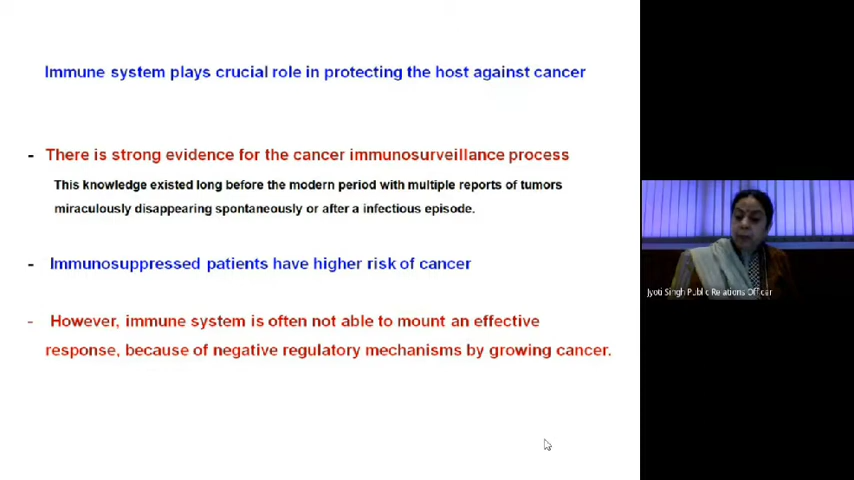 Immune system plays crucial role in protecting the host against cancer
- There is strong evidence for the cancer immunosurveillance process
This knowledge existed long before the modern period with multiple reports of tumors
miraculously disappearing spontaneously or after a infectious episode.
- Immunosuppressed patients have higher risk of cancer
- However, immune system is often not able to mount an effective
response, because of negative regulatory mechanisms by growing cancer.
Jyoti Singh Public Relations Officer